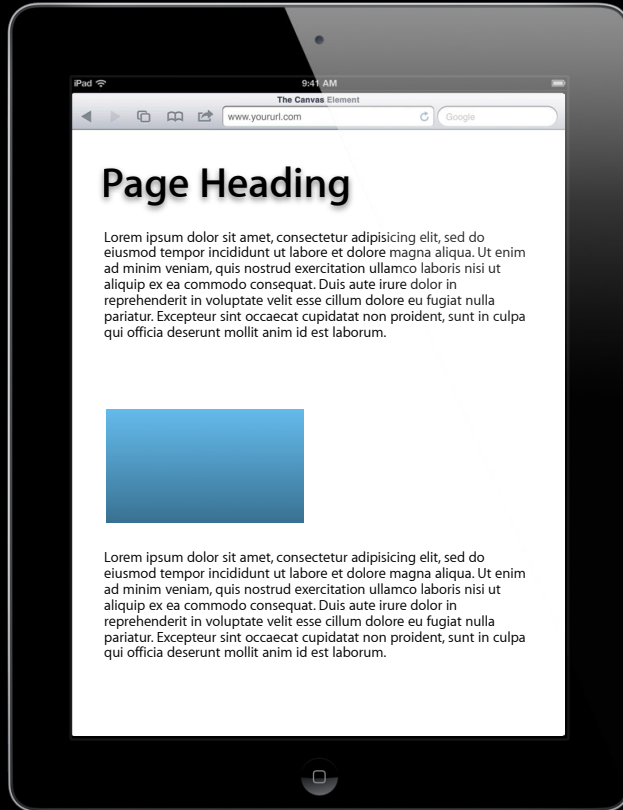 iPad
9:41 AM
The Canvas Element
www.yoururl.com
Google
Page Heading
Lorem ipsum dolor sit amet, consectetur adipisicing elit, sed do
eiusmod tempor incididunt ut labore et dolore magna aliqua. Ut enim
ad minim veniam, quis nostrud exercitation ullamco laboris nisi ut
aliquip ex ea commodo consequat. Duis aute irure dolor in
reprehenderit in voluptate velit esse cillum dolore eu fugiat nulla
pariatur. Excepteur sint occaecat cupidatat non proident, sunt in culpa
qui officia deserunt mollit anim id est laborum.
Lorem ipsum dolor sit amet, consectetur adipisicing elit, sed do
eiusmod tempor incididunt ut labore et dolore magna aliqua. Ut enim
ad minim veniam, quis nostrud exercitation ullamco laboris nisi ut
aliquip ex ea commodo consequat. Duis aute irure dolor in
reprehenderit in voluptate velit esse cillum dolore eu fugiat nulla
pariatur. Excepteur sint occaecat cupidatat non proident, sunt in culpa
qui officia deserunt mollit anim id est laborum.